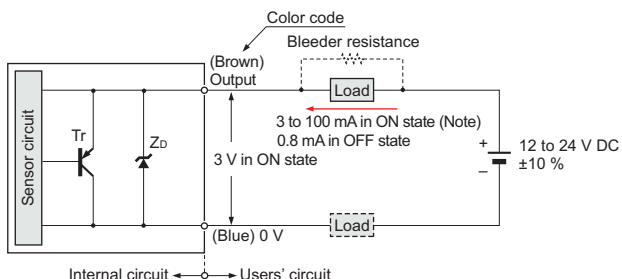 Color code
Bleeder resistance
(Brown)
Output
Load
3 to 100 mA in ON state (Note)
0.8 mA in OFF state
Sensor circuit
Tr
ZD
3 V in ON state
+
12 to 24 V DC
±10 %
–
(Blue) 0 V
Load
Internal circuit
Users' circuit